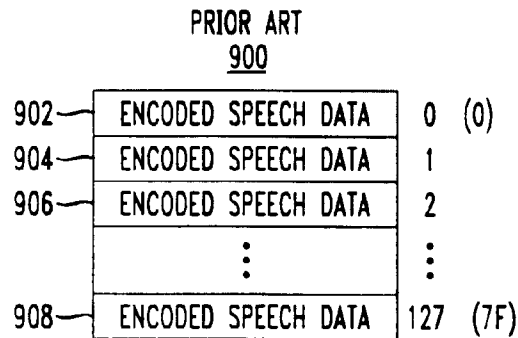 PRIOR ART
900
902 ENCODED SPEECH DATA 0 (0)
904 ENCODED SPEECH DATA 1
906 ENCODED SPEECH DATA 2
908 ENCODED SPEECH DATA 127 (7F)